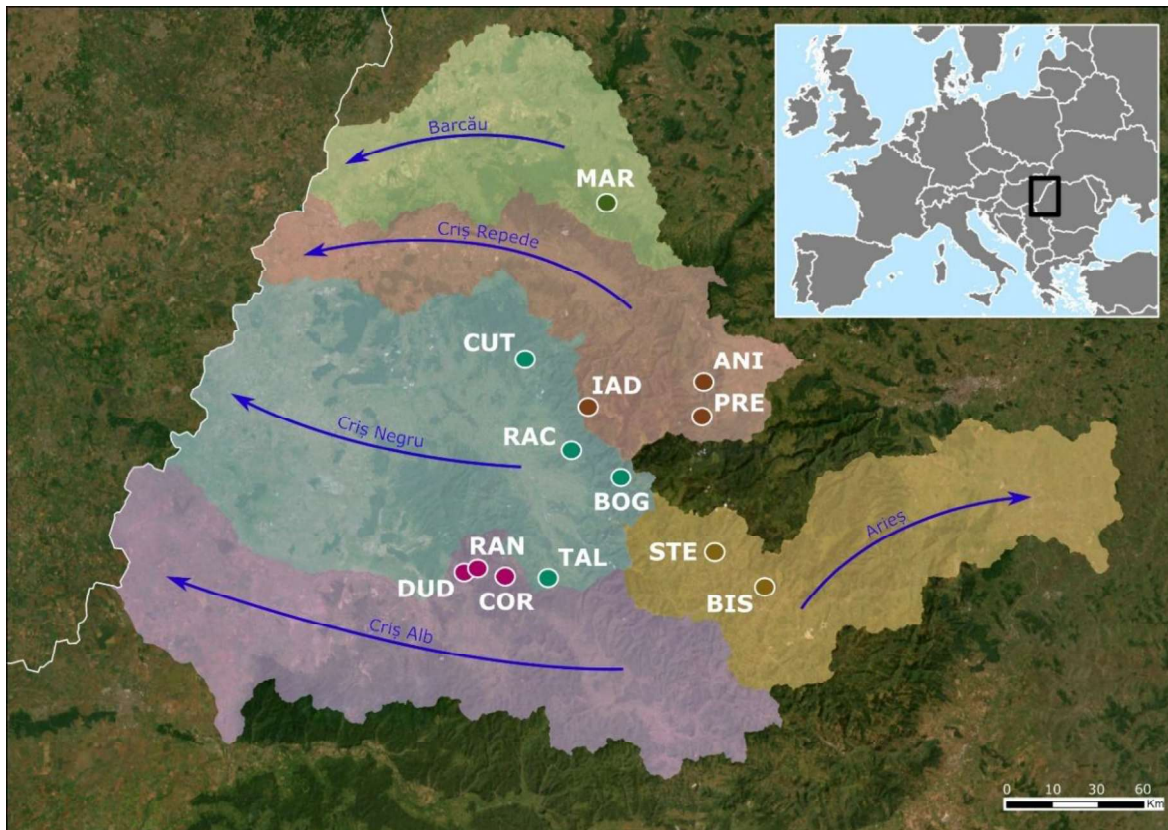 Barcău
MAR
Criș Repede
CUT
ANI
IAD
PRE
Criș Negru
RAC
BOG
Arieș
RAN
TAL
STE
DUD
COR
BIS
Criș Alb
0 10 30 60
Km